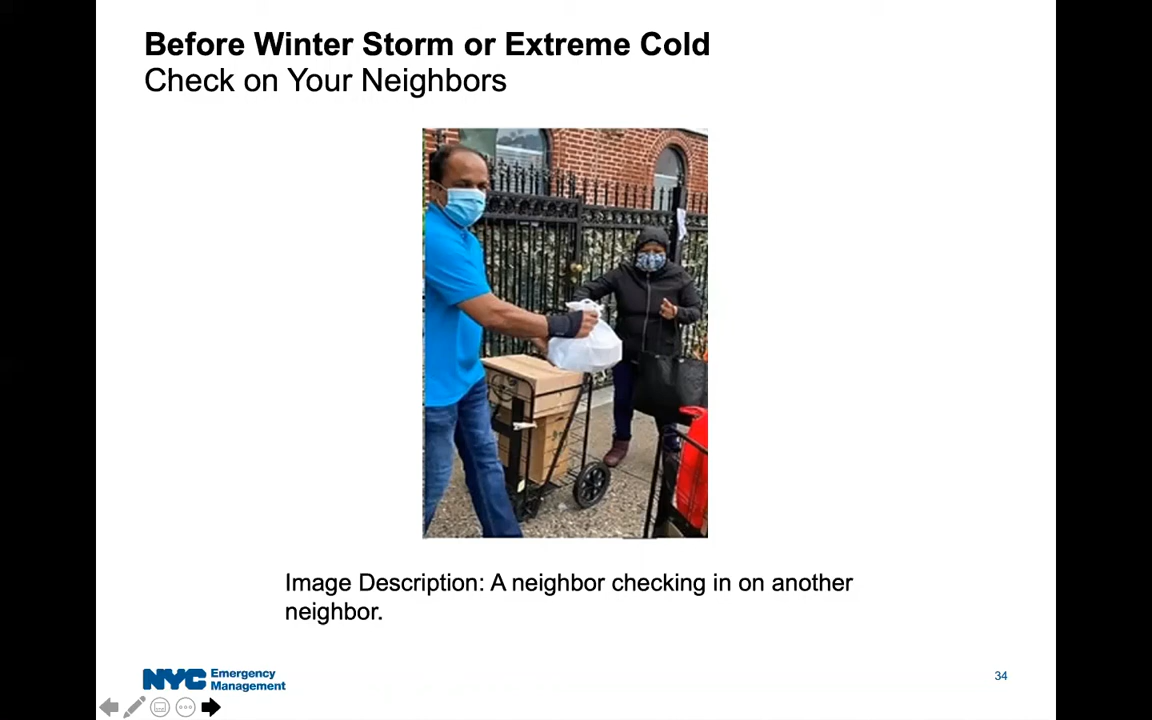 Before Winter Storm or Extreme Cold
Check on Your Neighbors
Image Description: A neighbor checking in on another
neighbor.
NYC Emergency
Management
34